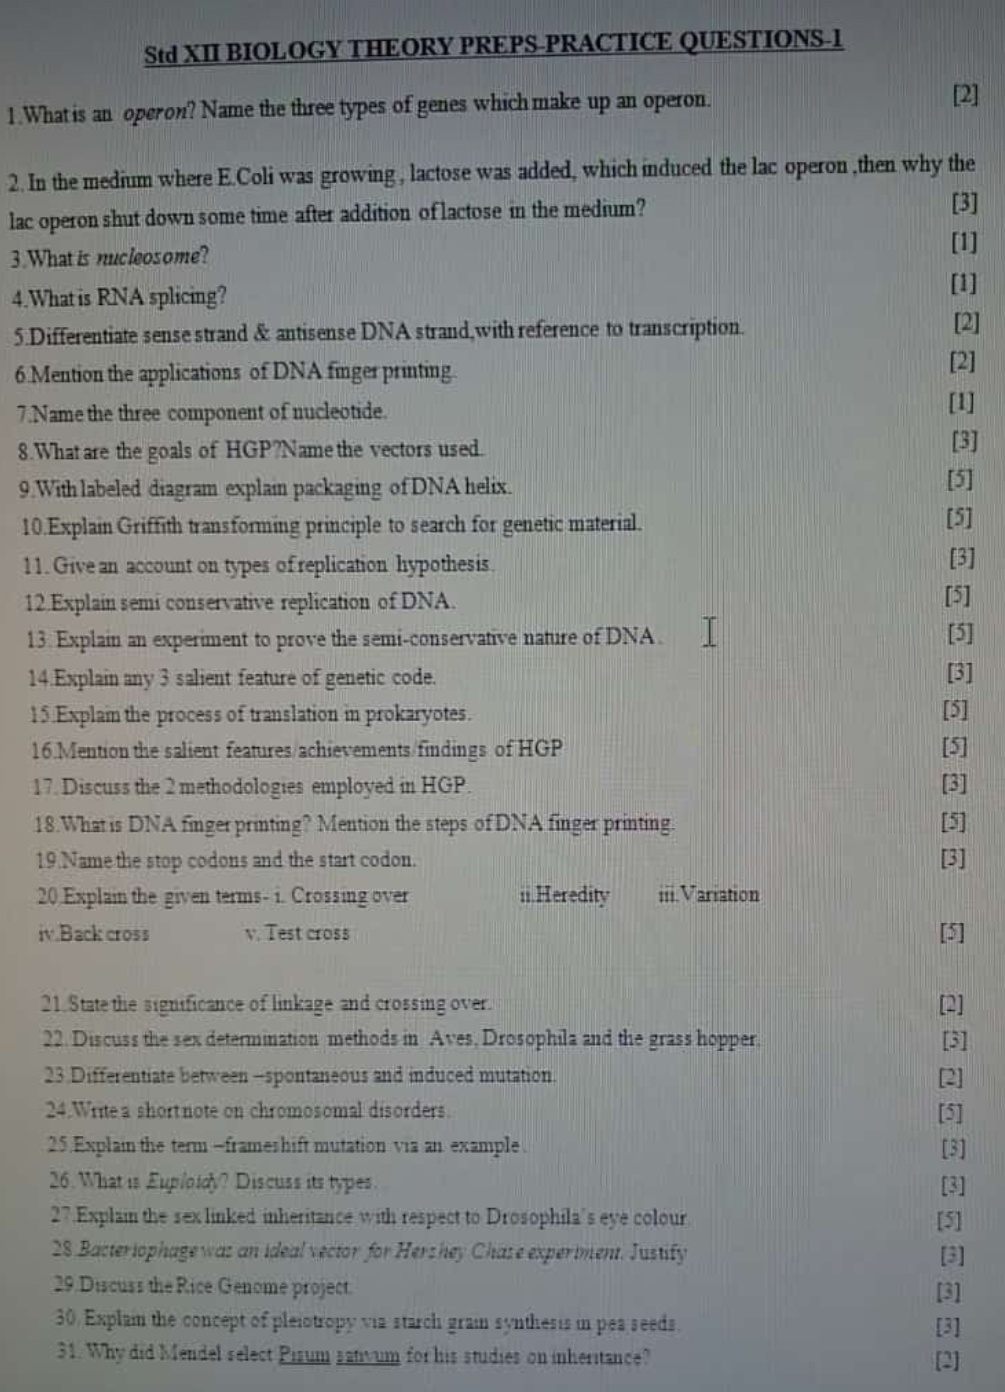 Std XII BIOLOGY THEORY PREPS-PRACTICE QUESTIONS-1
1.What is an operon? Name the three types of genes which make up an operon. [2]
2. In the medium where E.Coli was growing, lactose was added, which induced the lac operon ,then why the
lac operon shut down some time after addition of lactose in the medium? [3]
3.What is nucleosome? [1]
4.What is RNA splicing? [1]
5.Differentiate sense strand & antisense DNA strand,with reference to transcription. [2]
6.Mention the applications of DNA finger printing. [2]
7.Name the three component of nucleotide. [1]
8.What are the goals of HGP?Name the vectors used. [3]
9.With labeled diagram explain packaging of DNA helix. [5]
10.Explain Griffith transforming principle to search for genetic material. [5]
11. Give an account on types of replication hypothesis. [3]
12.Explain semi conservative replication of DNA. [5]
13. Explain an experiment to prove the semi-conservative nature of DNA. [5]
14.Explain any 3 salient feature of genetic code. [3]
15.Explain the process of translation in prokaryotes. [5]
16.Mention the salient features/achievements/findings of HGP [5]
17. Discuss the 2 methodologies employed in HGP. [3]
18.What is DNA finger printing? Mention the steps of DNA finger printing. [5]
19.Name the stop codons and the start codon. [3]
20.Explain the given terms- i. Crossing over ii.Heredity iii.Variation
iv.Back cross v. Test cross [5]
21.State the significance of linkage and crossing over. [2]
22. Discuss the sex determination methods in Aves, Drosophila and the grass hopper. [3]
23.Differentiate between –spontaneous and induced mutation. [2]
24.Write a short note on chromosomal disorders. [5]
25.Explain the term –frameshift mutation via an example. [3]
26. What is Euploidy? Discuss its types. [3]
27.Explain the sex linked inheritance with respect to Drosophila's eye colour. [5]
28.Bacteriophage was an ideal vector for Hershey Chase experiment. Justify [3]
29.Discuss the Rice Genome project. [3]
30. Explain the concept of pleiotropy via starch grain synthesis in pea seeds. [3]
31. Why did Mendel select Pisum sativum for his studies on inheritance? [2]